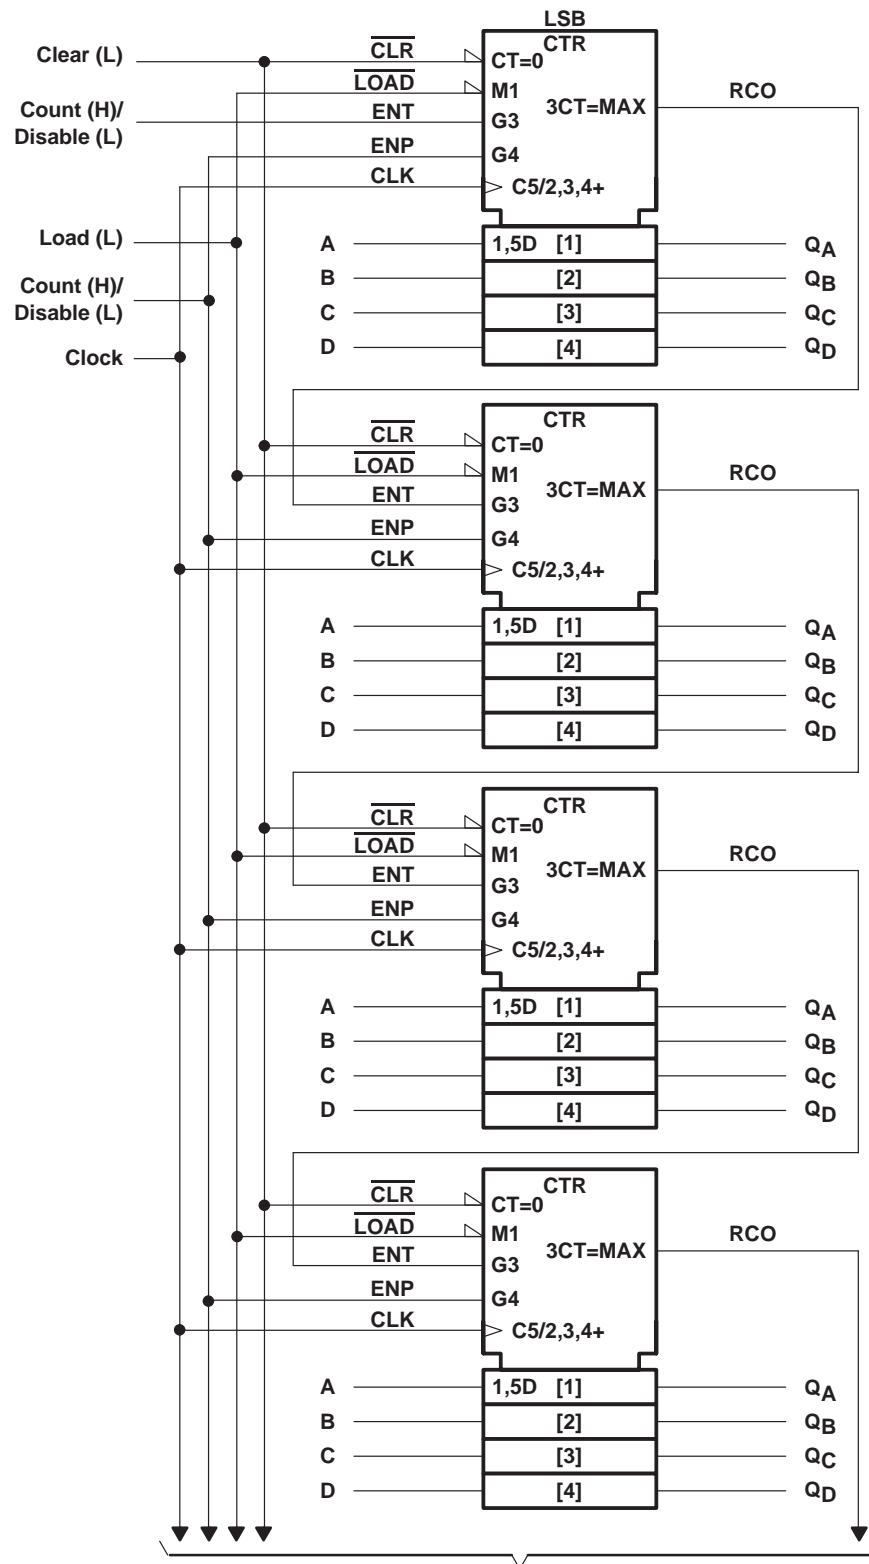 LSB
CTR
Clear (L) CLR CT=0
LOAD M1
Count (H)/
Disable (L)
ENT G3 3CT=MAX RCO
ENP G4
CLK C5/2,3,4+
Load (L)
Count (H)/
Disable (L)
Clock
A 1,5D [1] QA
B [2] QB
C [3] QC
D [4] QD
CTR
CLR CT=0
LOAD M1
3CT=MAX RCO
ENT G3
ENP G4
CLK C5/2,3,4+
A 1,5D [1] QA
B [2] QB
C [3] QC
D [4] QD
CTR
CLR CT=0
LOAD M1
3CT=MAX RCO
ENT G3
ENP G4
CLK C5/2,3,4+
A 1,5D [1] QA
B [2] QB
C [3] QC
D [4] QD
CTR
CLR CT=0
LOAD M1
3CT=MAX RCO
ENT G3
ENP G4
CLK C5/2,3,4+
A 1,5D [1] QA
B [2] QB
C [3] QC
D [4] QD